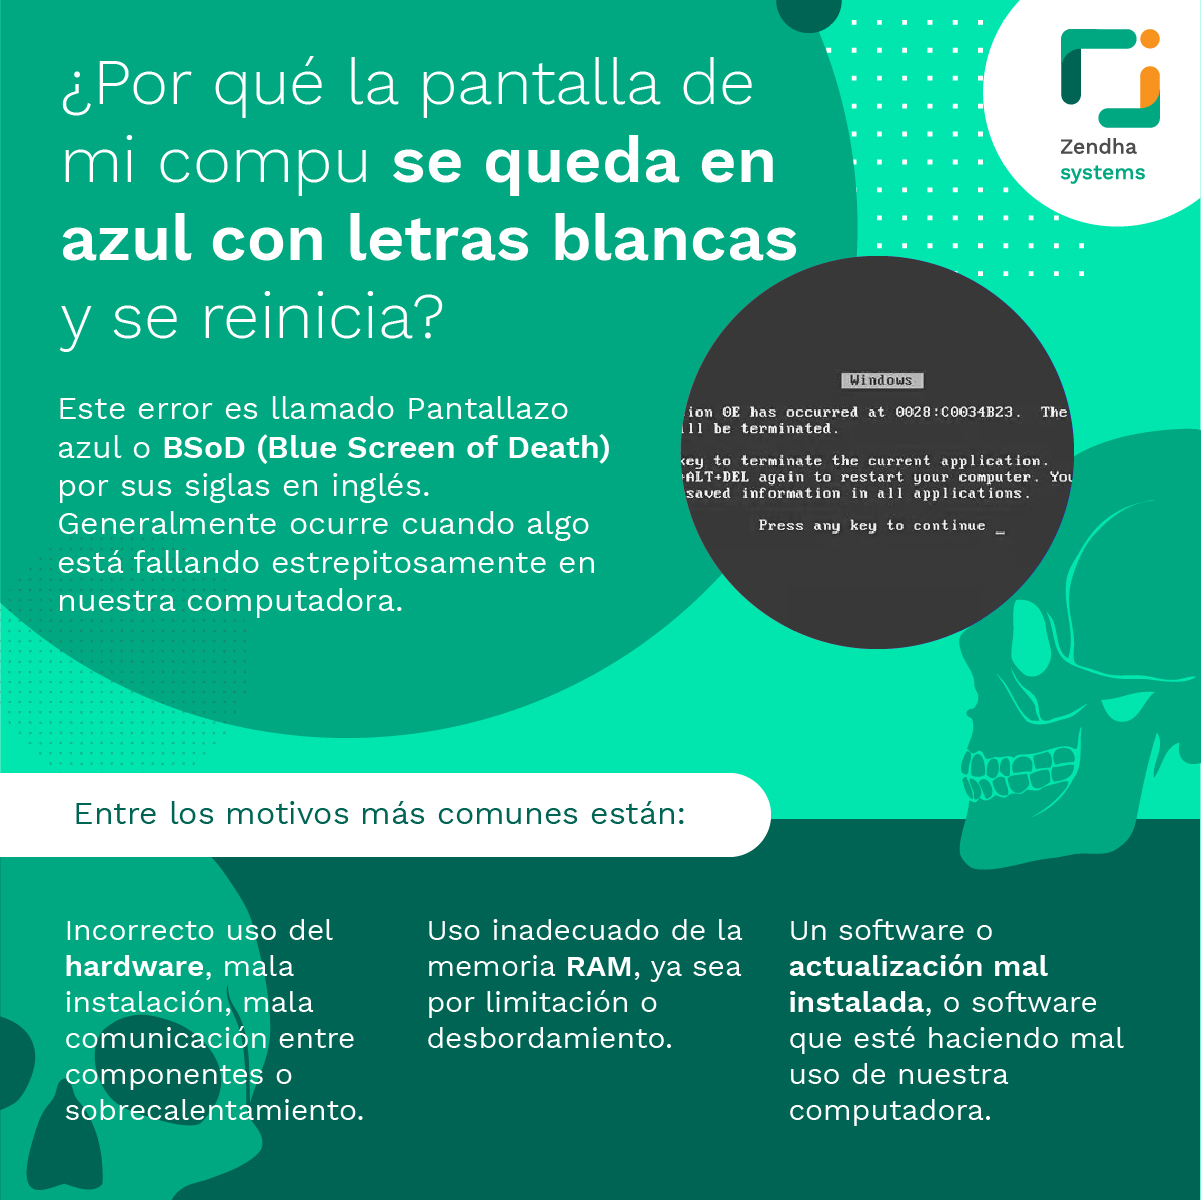 ¿Por qué la pantalla de
mi compu se queda en
azul con letras blancas
y se reinicia?
Zendha
systems
Este error es llamado Pantallazo
azul o BSoD (Blue Screen of Death)
por sus siglas en inglés.
Generalmente ocurre cuando algo
está fallando estrepitosamente en
nuestra computadora.
Windows
ion OE has occurred at 0028:C0034B23. The
ll be terminated.
key to terminate the current application.
+ALT+DEL again to restart your computer. You
saved information in all applications.
Press any key to continue _
Entre los motivos más comunes están:
Incorrecto uso del
hardware, mala
instalación, mala
comunicación entre
componentes o
sobrecalentamiento.
Uso inadecuado de la
memoria RAM, ya sea
por limitación o
desbordamiento.
Un software o
actualización mal
instalada, o software
que esté haciendo mal
uso de nuestra
computadora.